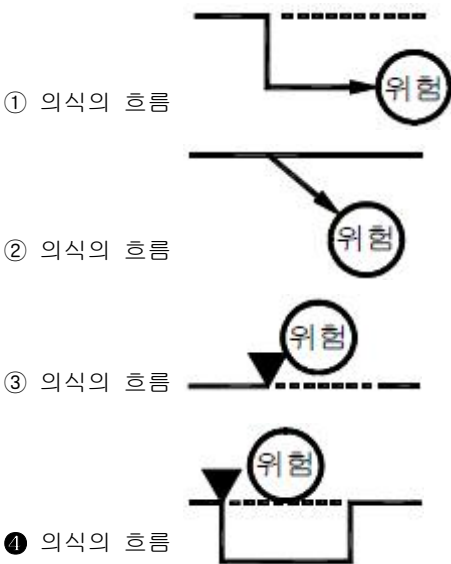 위험
① 의식의 흐름
위험
② 의식의 흐름
위험
③ 의식의 흐름
위험
❹ 의식의 흐름